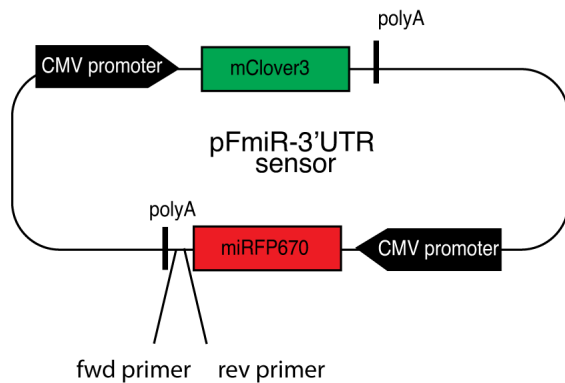 polyA
CMV promoter
mClover3
pFmiR-3'UTR
sensor
polyA
miRFP670
CMV promoter
fwd primer
rev primer